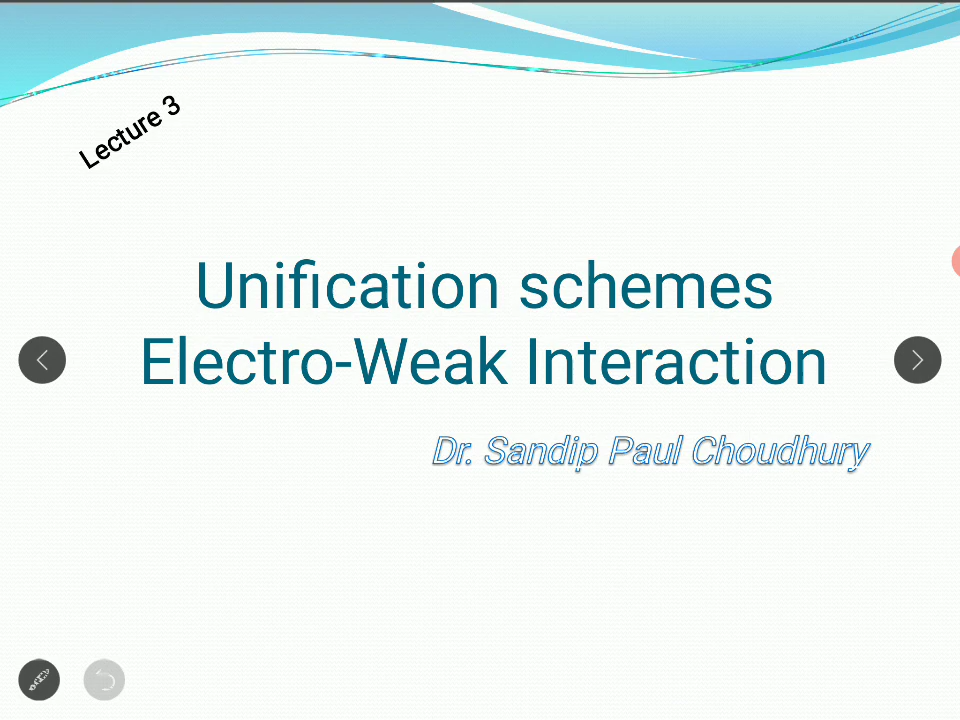 Lecture 3
Unification schemes
Electro-Weak Interaction
Dr. Sandip Paul Choudhury